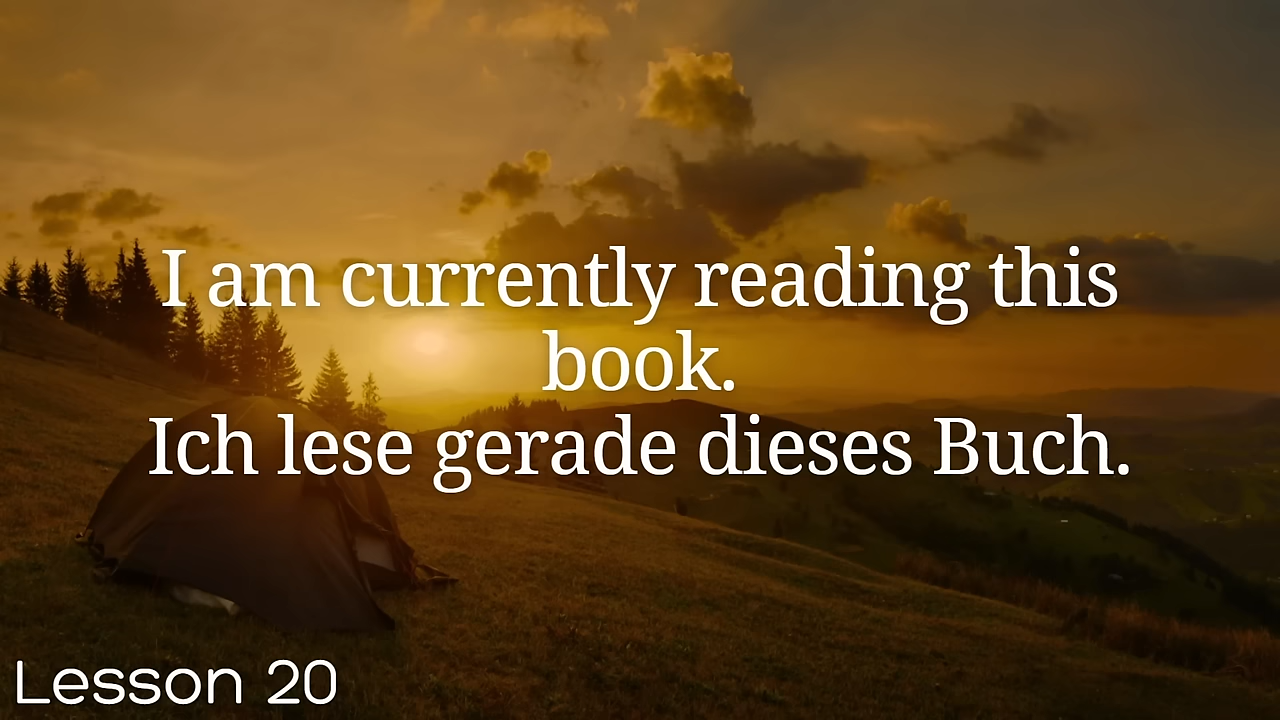 I am currently reading this
book.
Ich lese gerade dieses Buch.
Lesson 20